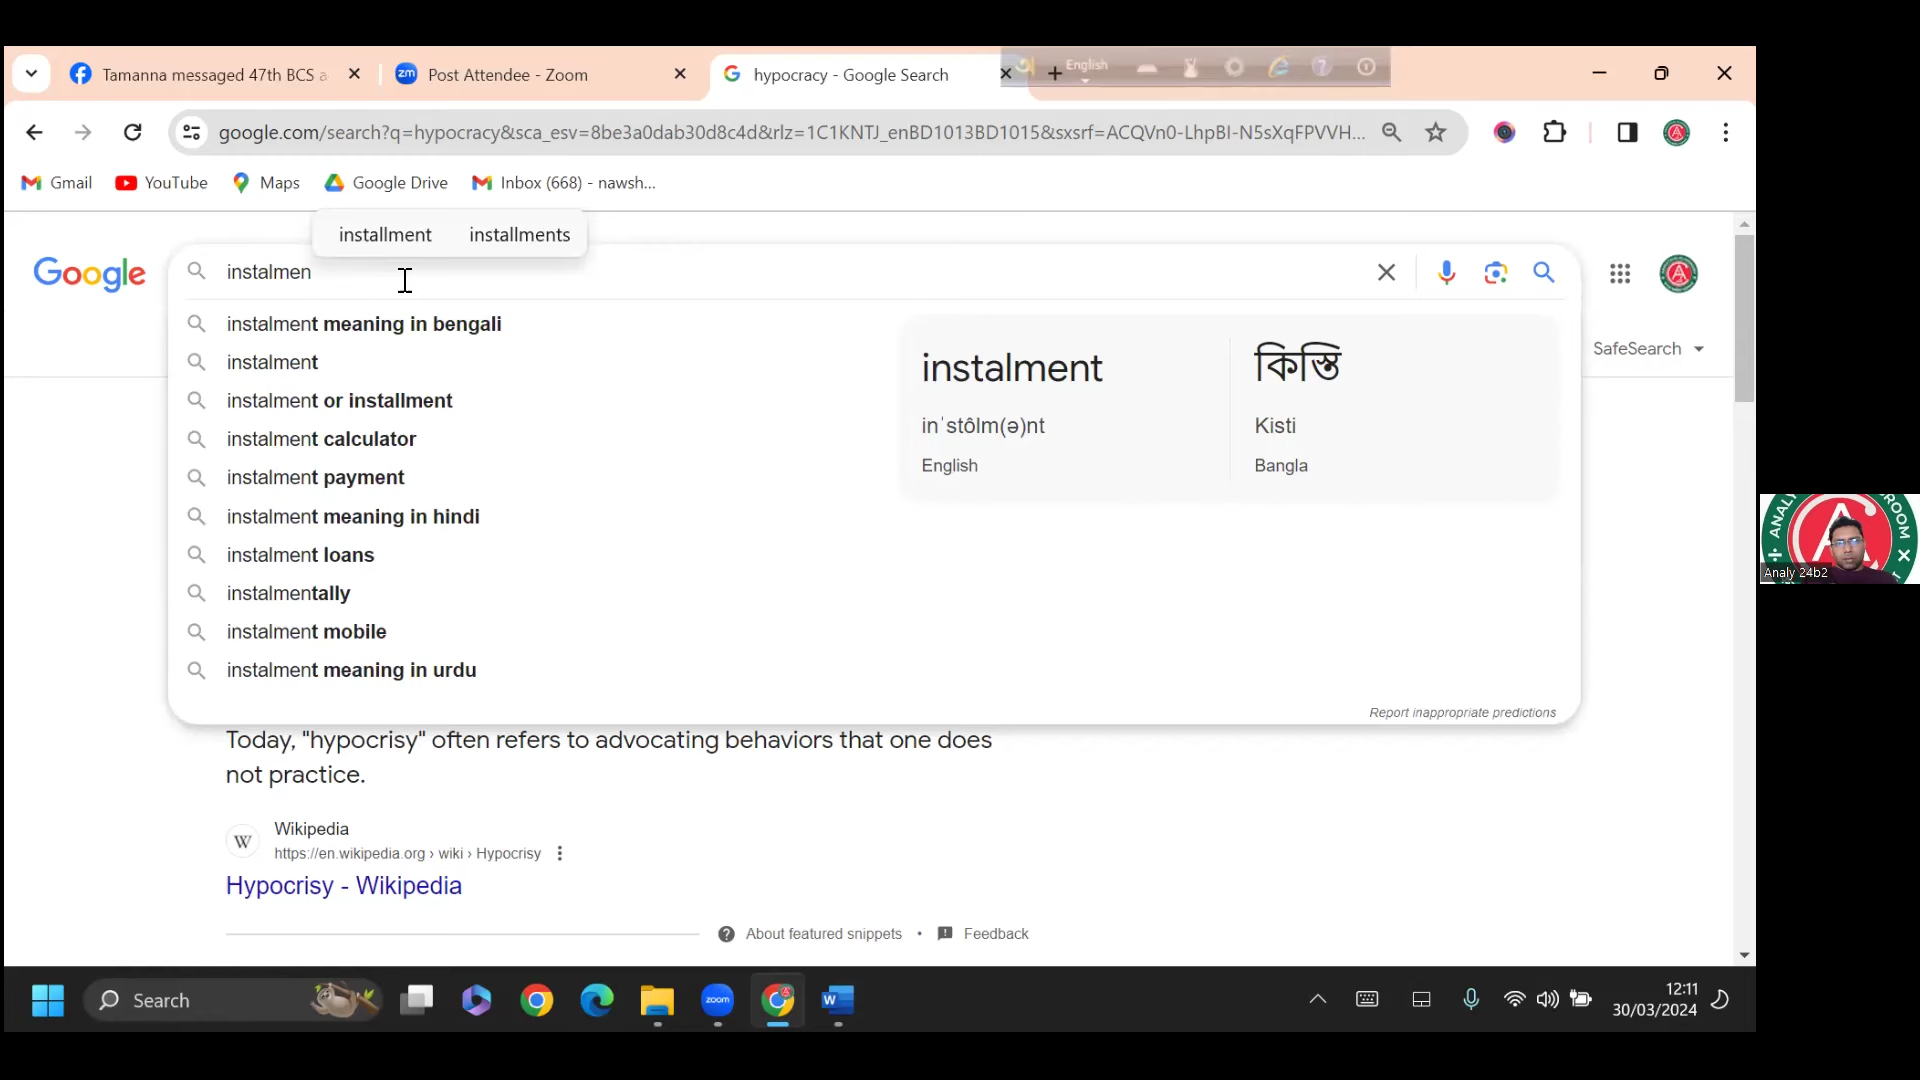 Tamanna messaged 47th BCS a
Post Attendee - Zoom
hypocracy - Google Search
English
google.com/search?q=hypocracy&sca_esv=8be3a0dab30d8c4d&rlz=1C1KNTJ_enBD1013BD1015&sxsrf=ACQVn0-LhpBI-N5sXqFPVVH...
Gmail
YouTube
Maps
Google Drive
Inbox (668) - nawsh...
installment installments
Google
instalmen
instalment meaning in bengali
instalment
instalment or installment
instalment calculator
instalment payment
instalment meaning in hindi
instalment loans
instalmentally
instalment mobile
instalment meaning in urdu
instalment
inˈstôlm(ə)nt
English
কিস্তি
Kisti
Bangla
SafeSearch
Report inappropriate predictions
Today, "hypocrisy" often refers to advocating behaviors that one does
not practice.
Wikipedia
https://en.wikipedia.org › wiki › Hypocrisy
Hypocrisy - Wikipedia
About featured snippets • Feedback
Analy 24b2
Search
zoom
12:11
30/03/2024